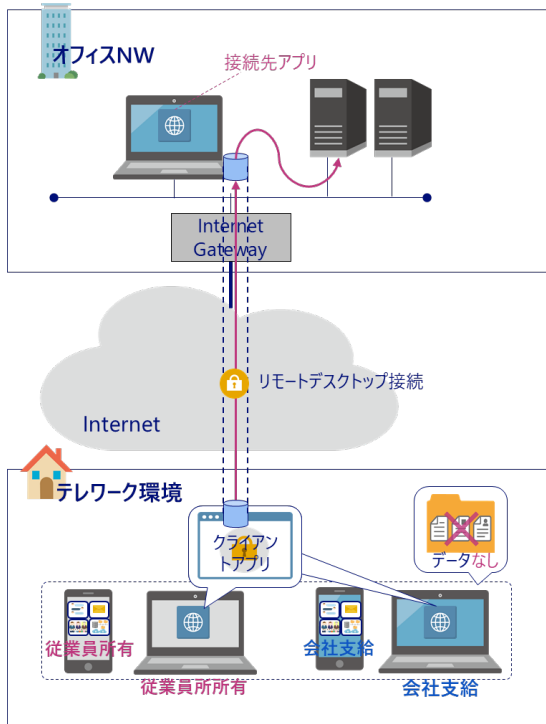 オフィスNW
接続先アプリ
Internet
Gateway
リモートデスクトップ接続
Internet
テレワーク環境
クライアン
トアプリ
データなし
従業員所有
会社支給
従業員所所有
会社支給